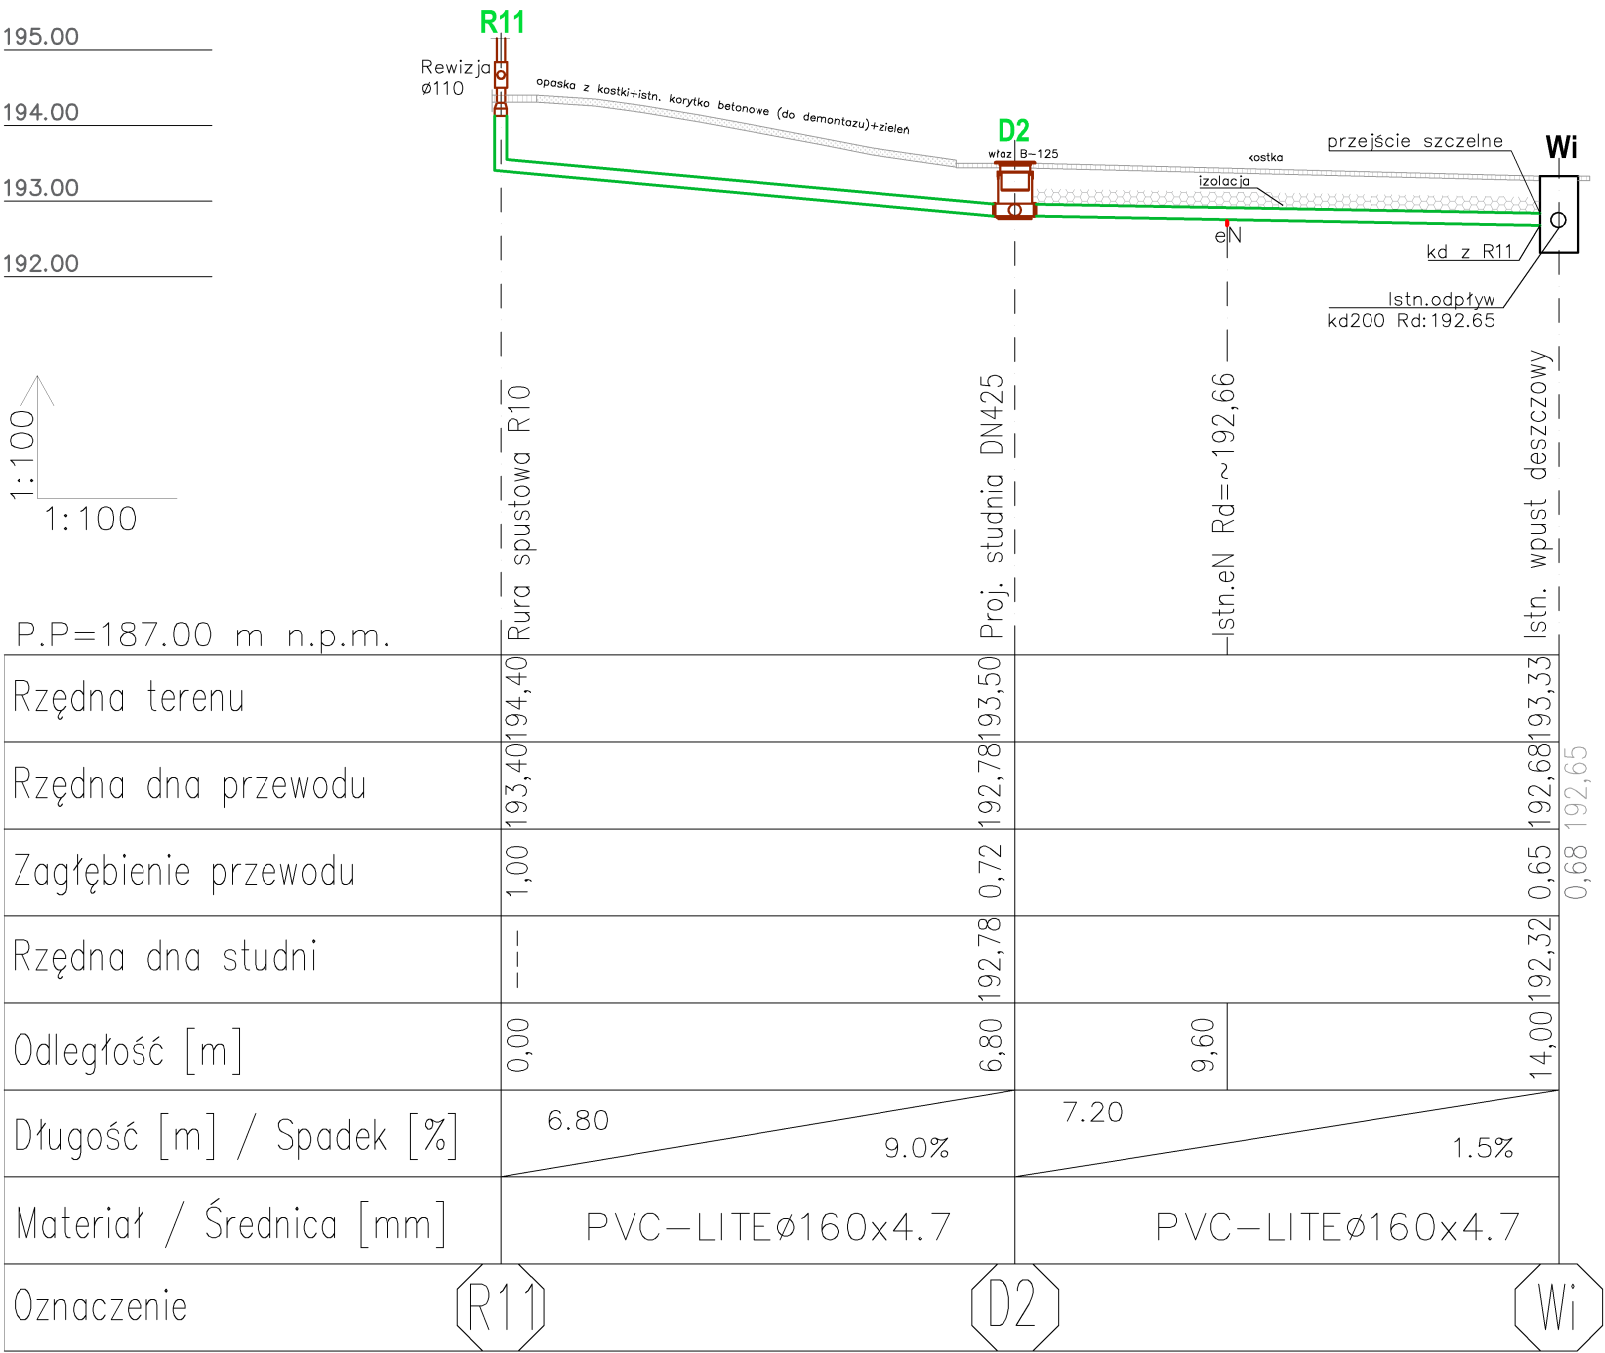 R11
195.00
Rewizja
ø110
opaska z kostki+istn. korytko betonowe (do demontazu)+zieleń
194.00
D2
właz B-125
kostka
przejście szczelne
Wi
193.00
izolacja
eN
kd z R11
192.00
Istn.odpływ
kd200 Rd:192.65
1:100
1:100
Rura spustowa R10
Proj. studnia DN425
Istn.eN Rd=~192,66
Istn. wpust deszczowy
P.P=187.00 m n.p.m.
Rzędna terenu 194,40 193,50 193,33
Rzędna dna przewodu 193,40 192,78 192,68 192,65
Zagłębienie przewodu 1,00 0,72 0,65 0,68
Rzędna dna studni --- 192,78 192,32
Odległość [m] 0,00 6,80 9,60 14,00
Długość [m] / Spadek [%] 6.80 9.0% 7.20 1.5%
Materiał / Średnica [mm] PVC-LITEø160x4.7 PVC-LITEø160x4.7
Oznaczenie R11 D2 Wi